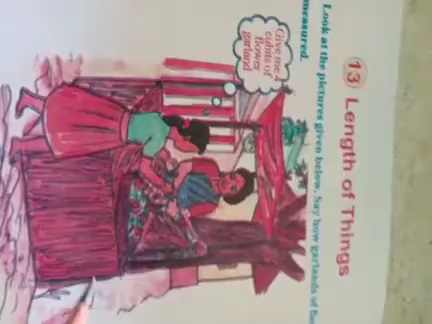 13 Length of Things
Look at the pictures given below. Say how garlands of
measured.
Give me 4
cubits of
flower
garland